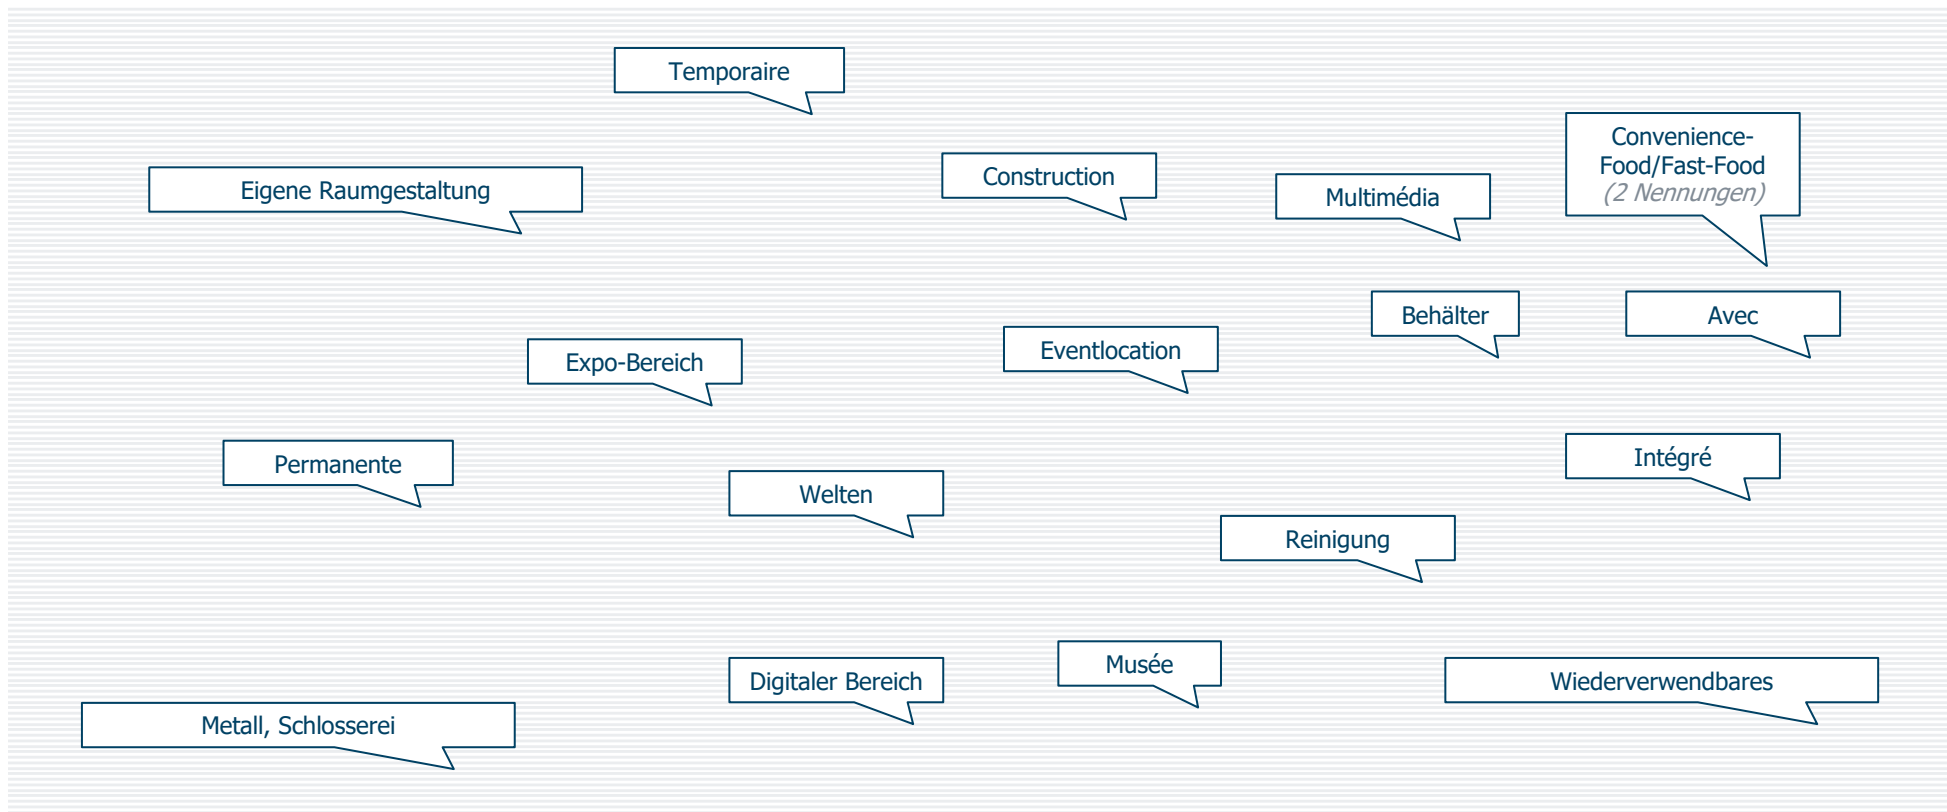 Temporaire
Convenience-
Food/Fast-Food
(2 Nennungen)
Construction
Eigene Raumgestaltung
Multimédia
Behälter
Avec
Eventlocation
Expo-Bereich
Permanente
Intégré
Welten
Reinigung
Musée
Digitaler Bereich
Wiederverwendbares
Metall, Schlosserei